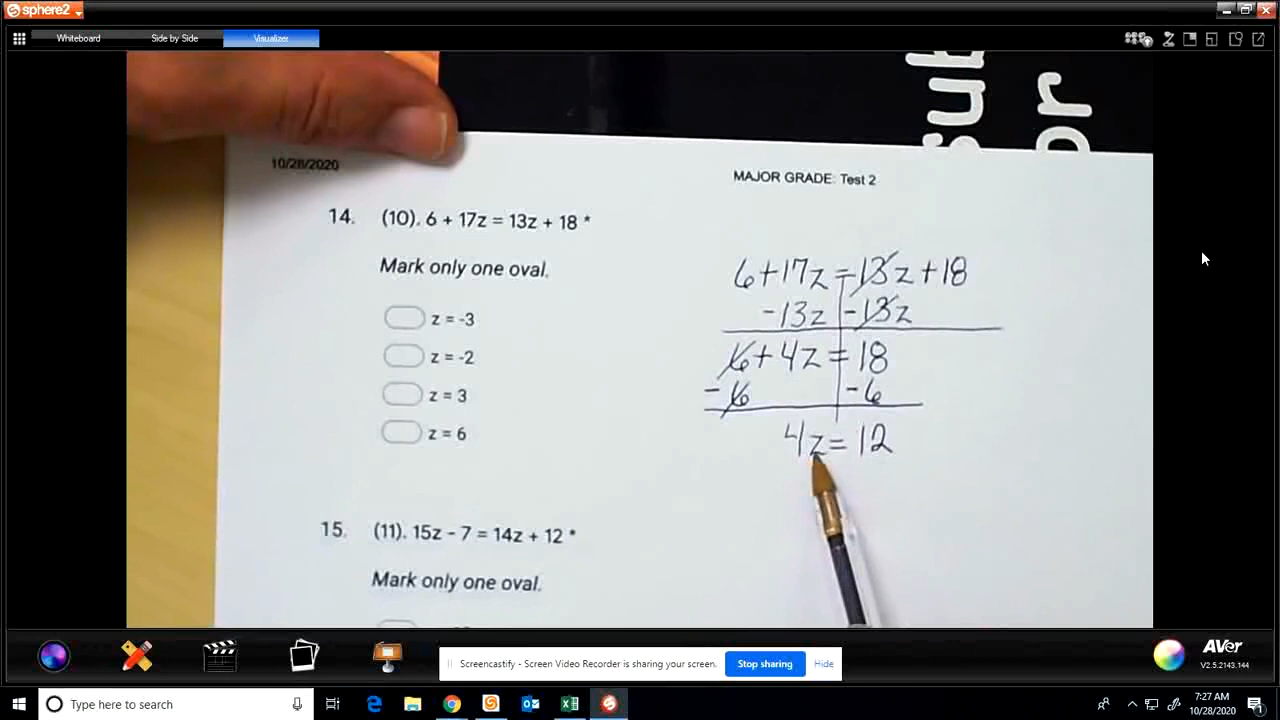 sphere2
Whiteboard
Side by Side
Visualizer
sub
or
10/28/2020
MAJOR GRADE: Test 2
14. (10). 6 + 17z = 13z + 18 *
Mark only one oval.
z = -3
z = -2
z = 3
z = 6
6+17z=13z+18
-13z -13z
6+4z=18
-6 -6
4z=12
15. (11). 15z - 7 = 14z + 12 *
Mark only one oval.
AVer
V2.5.2143.144
Screencastify - Screen Video Recorder is sharing your screen.
Stop sharing
Hide
Type here to search
7:27 AM
10/28/2020
1